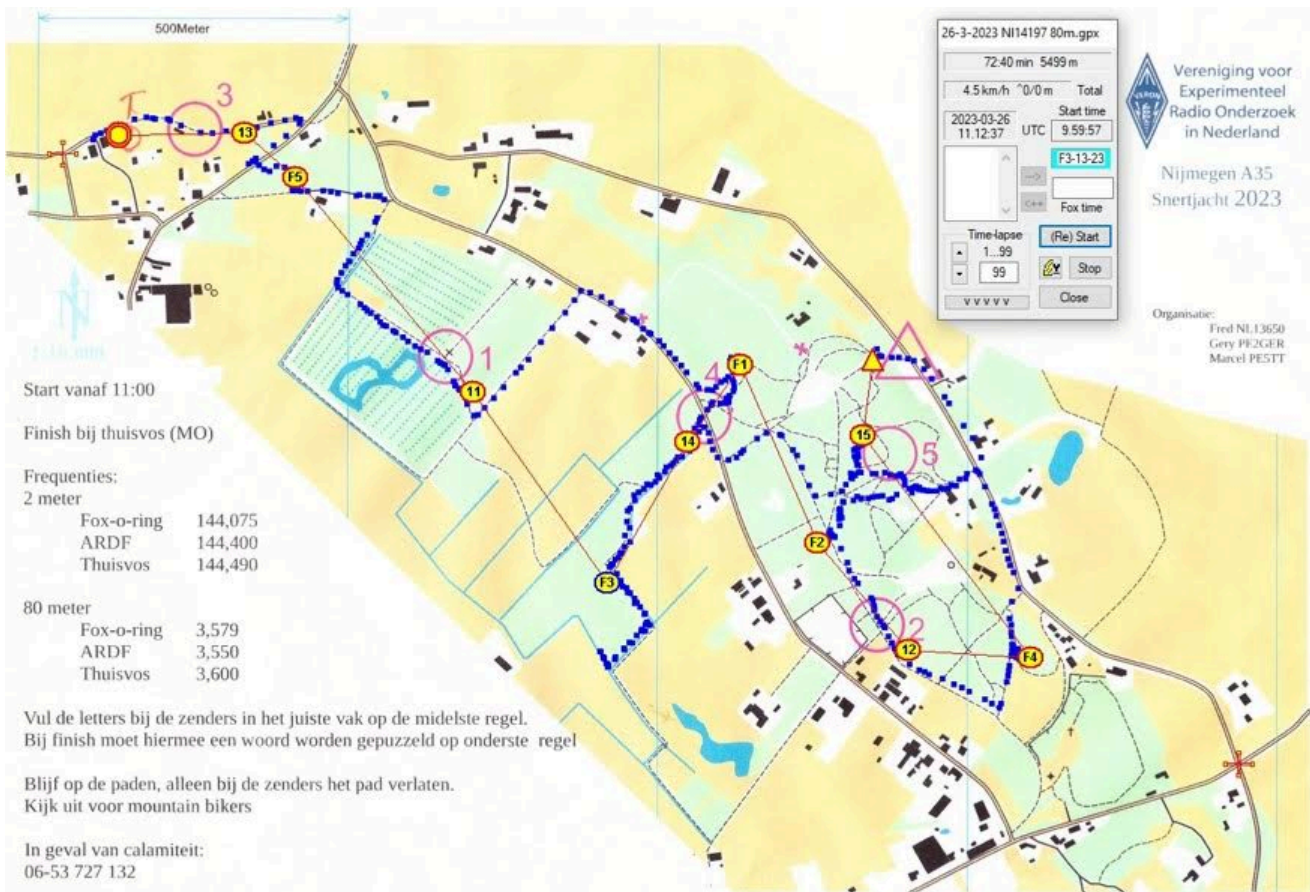 500Meter
26-3-2023 NI14197 80m.gpx
72:40 min 5499 m
4.5 km/h ^0/0 m Total
Start time
2023-03-26
11.12:37
UTC
9.59:57
F3-13-23
-->
<++
Fox time
Time-lapse
1...99
99
(Re) Start
Stop
v v v v v
Close
VERON
Vereniging voor
Experimenteel
Radio Onderzoek
in Nederland
Nijmegen A35
Snertjacht 2023
Organisatie:
Fred NL13650
Gery PE2GER
Marcel PE5TT
3
13
F5
N
1:10.000
1
11
4
F1
14
15
5
F2
F3
2
12
F4
Start vanaf 11:00
Finish bij thuisvos (MO)
Frequenties:
2 meter
Fox-o-ring 144,075
ARDF 144,400
Thuisvos 144,490
80 meter
Fox-o-ring 3,579
ARDF 3,550
Thuisvos 3,600
Vul de letters bij de zenders in het juiste vak op de midelste regel.
Bij finish moet hiermee een woord worden gepuzzeld op onderste regel
Blijf op de paden, alleen bij de zenders het pad verlaten.
Kijk uit voor mountain bikers
In geval van calamiteit:
06-53 727 132